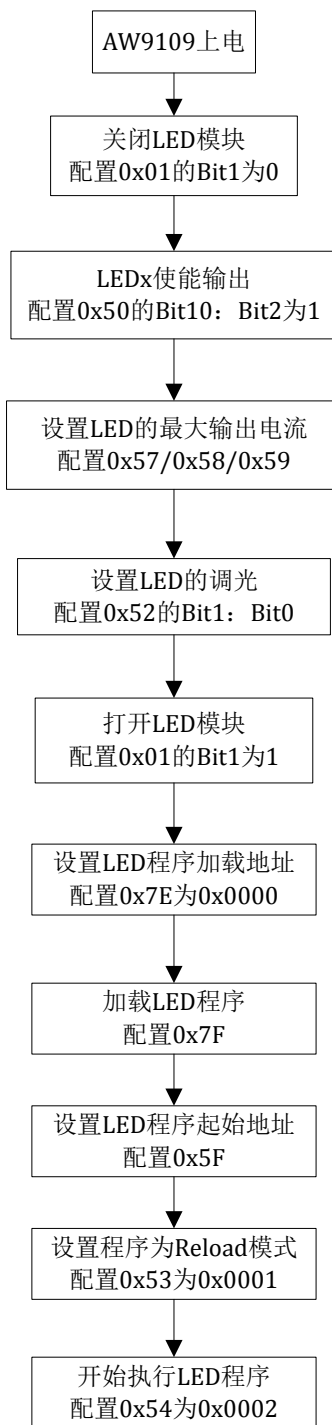 AW9109上电
关闭LED模块
配置0x01的Bit1为0
LEDx使能输出
配置0x50的Bit10：Bit2为1
设置LED的最大输出电流
配置0x57/0x58/0x59
设置LED的调光
配置0x52的Bit1：Bit0
打开LED模块
配置0x01的Bit1为1
设置LED程序加载地址
配置0x7E为0x0000
加载LED程序
配置0x7F
设置LED程序起始地址
配置0x5F
设置程序为Reload模式
配置0x53为0x0001
开始执行LED程序
配置0x54为0x0002